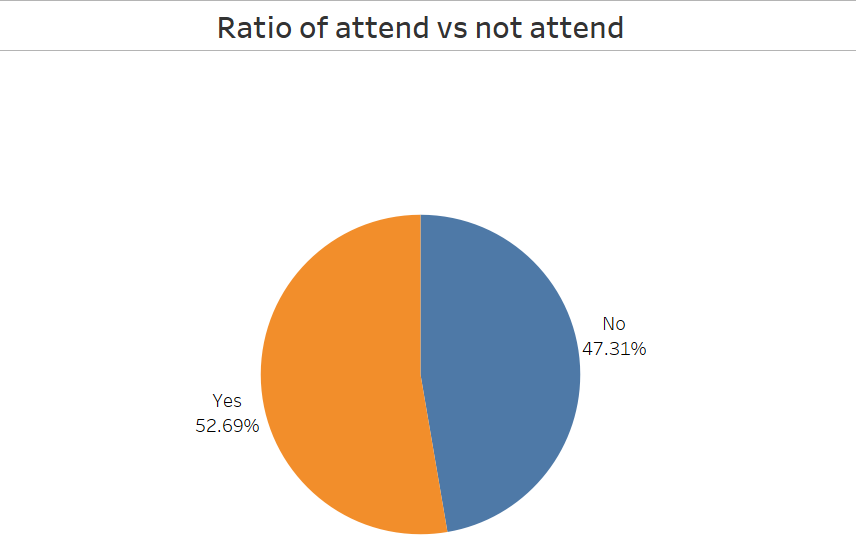 Ratio of attend vs not attend
No
47.31%
Yes
52.69%